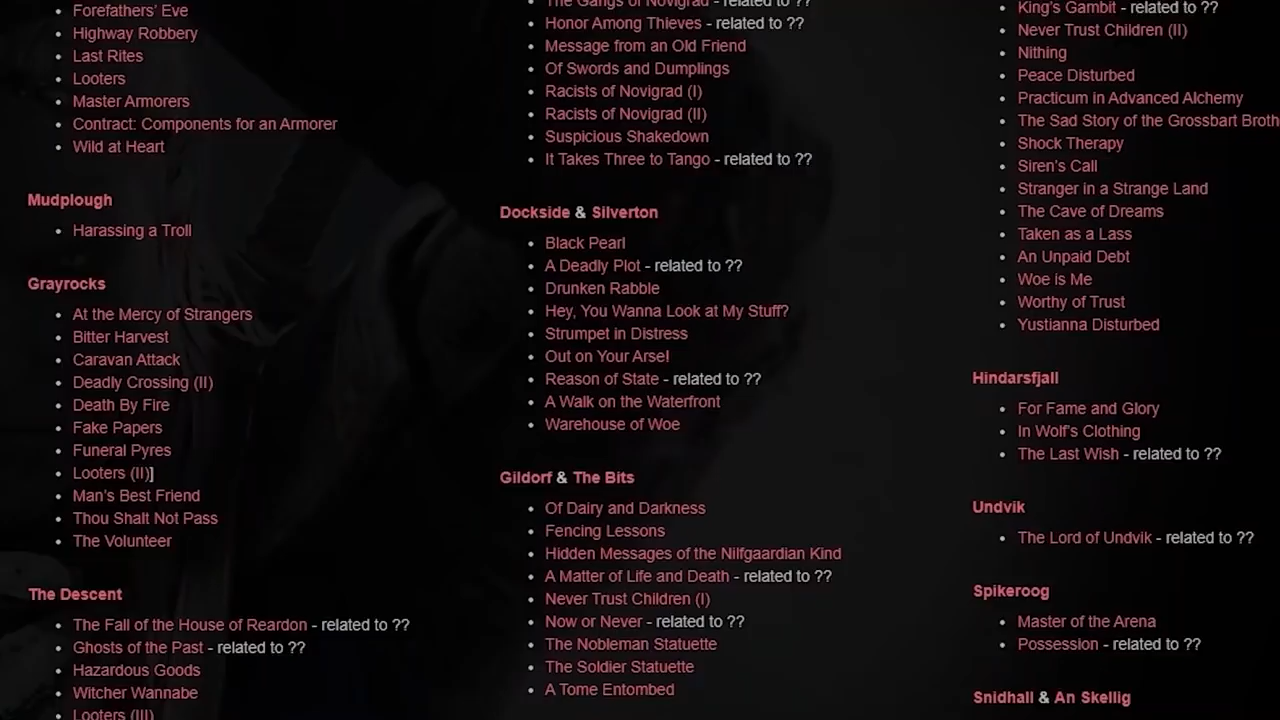 Forefathers' Eve
Highway Robbery
Last Rites
Looters
Master Armorers
Contract: Components for an Armorer
Wild at Heart
Mudplough
Harassing a Troll
Grayrocks
At the Mercy of Strangers
Bitter Harvest
Caravan Attack
Deadly Crossing (II)
Death By Fire
Fake Papers
Funeral Pyres
Looters (II)]
Man's Best Friend
Thou Shalt Not Pass
The Volunteer
The Descent
The Fall of the House of Reardon - related to ??
Ghosts of the Past - related to ??
Hazardous Goods
Witcher Wannabe
Looters (III)
The Gangs of Novigrad - related to ??
Honor Among Thieves - related to ??
Message from an Old Friend
Of Swords and Dumplings
Racists of Novigrad (I)
Racists of Novigrad (II)
Suspicious Shakedown
It Takes Three to Tango - related to ??
Dockside & Silverton
Black Pearl
A Deadly Plot - related to ??
Drunken Rabble
Hey, You Wanna Look at My Stuff?
Strumpet in Distress
Out on Your Arse!
Reason of State - related to ??
A Walk on the Waterfront
Warehouse of Woe
Gildorf & The Bits
Of Dairy and Darkness
Fencing Lessons
Hidden Messages of the Nilfgaardian Kind
A Matter of Life and Death - related to ??
Never Trust Children (I)
Now or Never - related to ??
The Nobleman Statuette
The Soldier Statuette
A Tome Entombed
King's Gambit - related to ??
Never Trust Children (II)
Nithing
Peace Disturbed
Practicum in Advanced Alchemy
The Sad Story of the Grossbart Broth
Shock Therapy
Siren's Call
Stranger in a Strange Land
The Cave of Dreams
Taken as a Lass
An Unpaid Debt
Woe is Me
Worthy of Trust
Yustianna Disturbed
Hindarsfjall
For Fame and Glory
In Wolf's Clothing
The Last Wish - related to ??
Undvik
The Lord of Undvik - related to ??
Spikeroog
Master of the Arena
Possession - related to ??
Snidhall & An Skellig